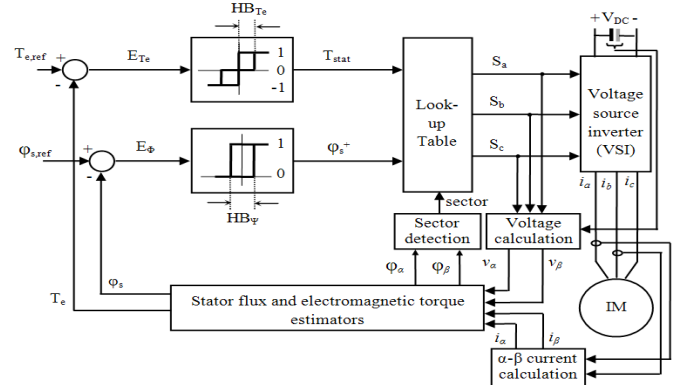 HB_Te
+ V_DC -
T_e,ref
+
-
E_Te
1
0
-1
T_stat
Look-up Table
S_a
S_b
S_c
Voltage source inverter (VSI)
φ_s,ref
+
-
E_Φ
1
0
φ_s^+
HB_Ψ
sector
i_a
i_b
i_c
Sector detection
Voltage calculation
φ_α
φ_β
v_α
v_β
φ_s
T_e
Stator flux and electromagnetic torque estimators
IM
i_α
i_β
α-β current calculation